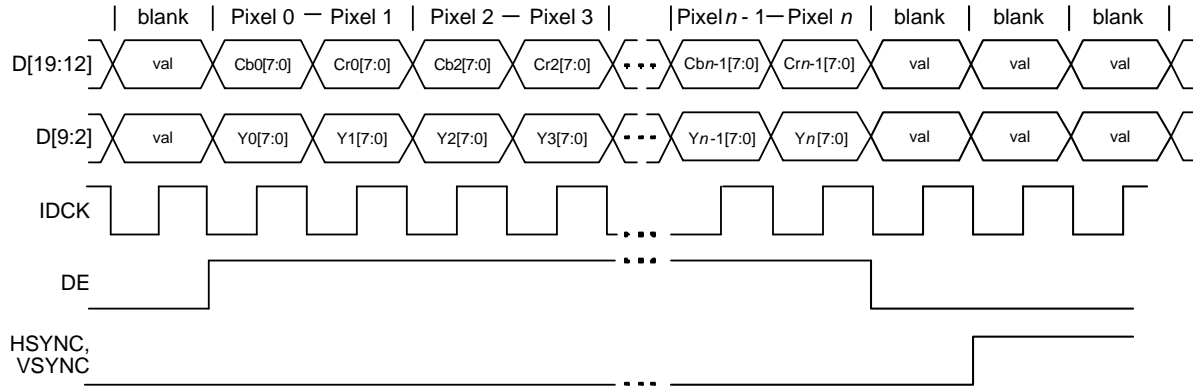 | blank | Pixel 0 — Pixel 1 | Pixel 2 — Pixel 3 | |Pixel n - 1—Pixel n | blank | blank | blank |
D[19:12] val Cb0[7:0] Cr0[7:0] Cb2[7:0] Cr2[7:0] ... Cbn-1[7:0] Crn-1[7:0] val val val
D[9:2] val Y0[7:0] Y1[7:0] Y2[7:0] Y3[7:0] ... Yn-1[7:0] Yn[7:0] val val val
IDCK ...
DE ...
HSYNC,
VSYNC ...